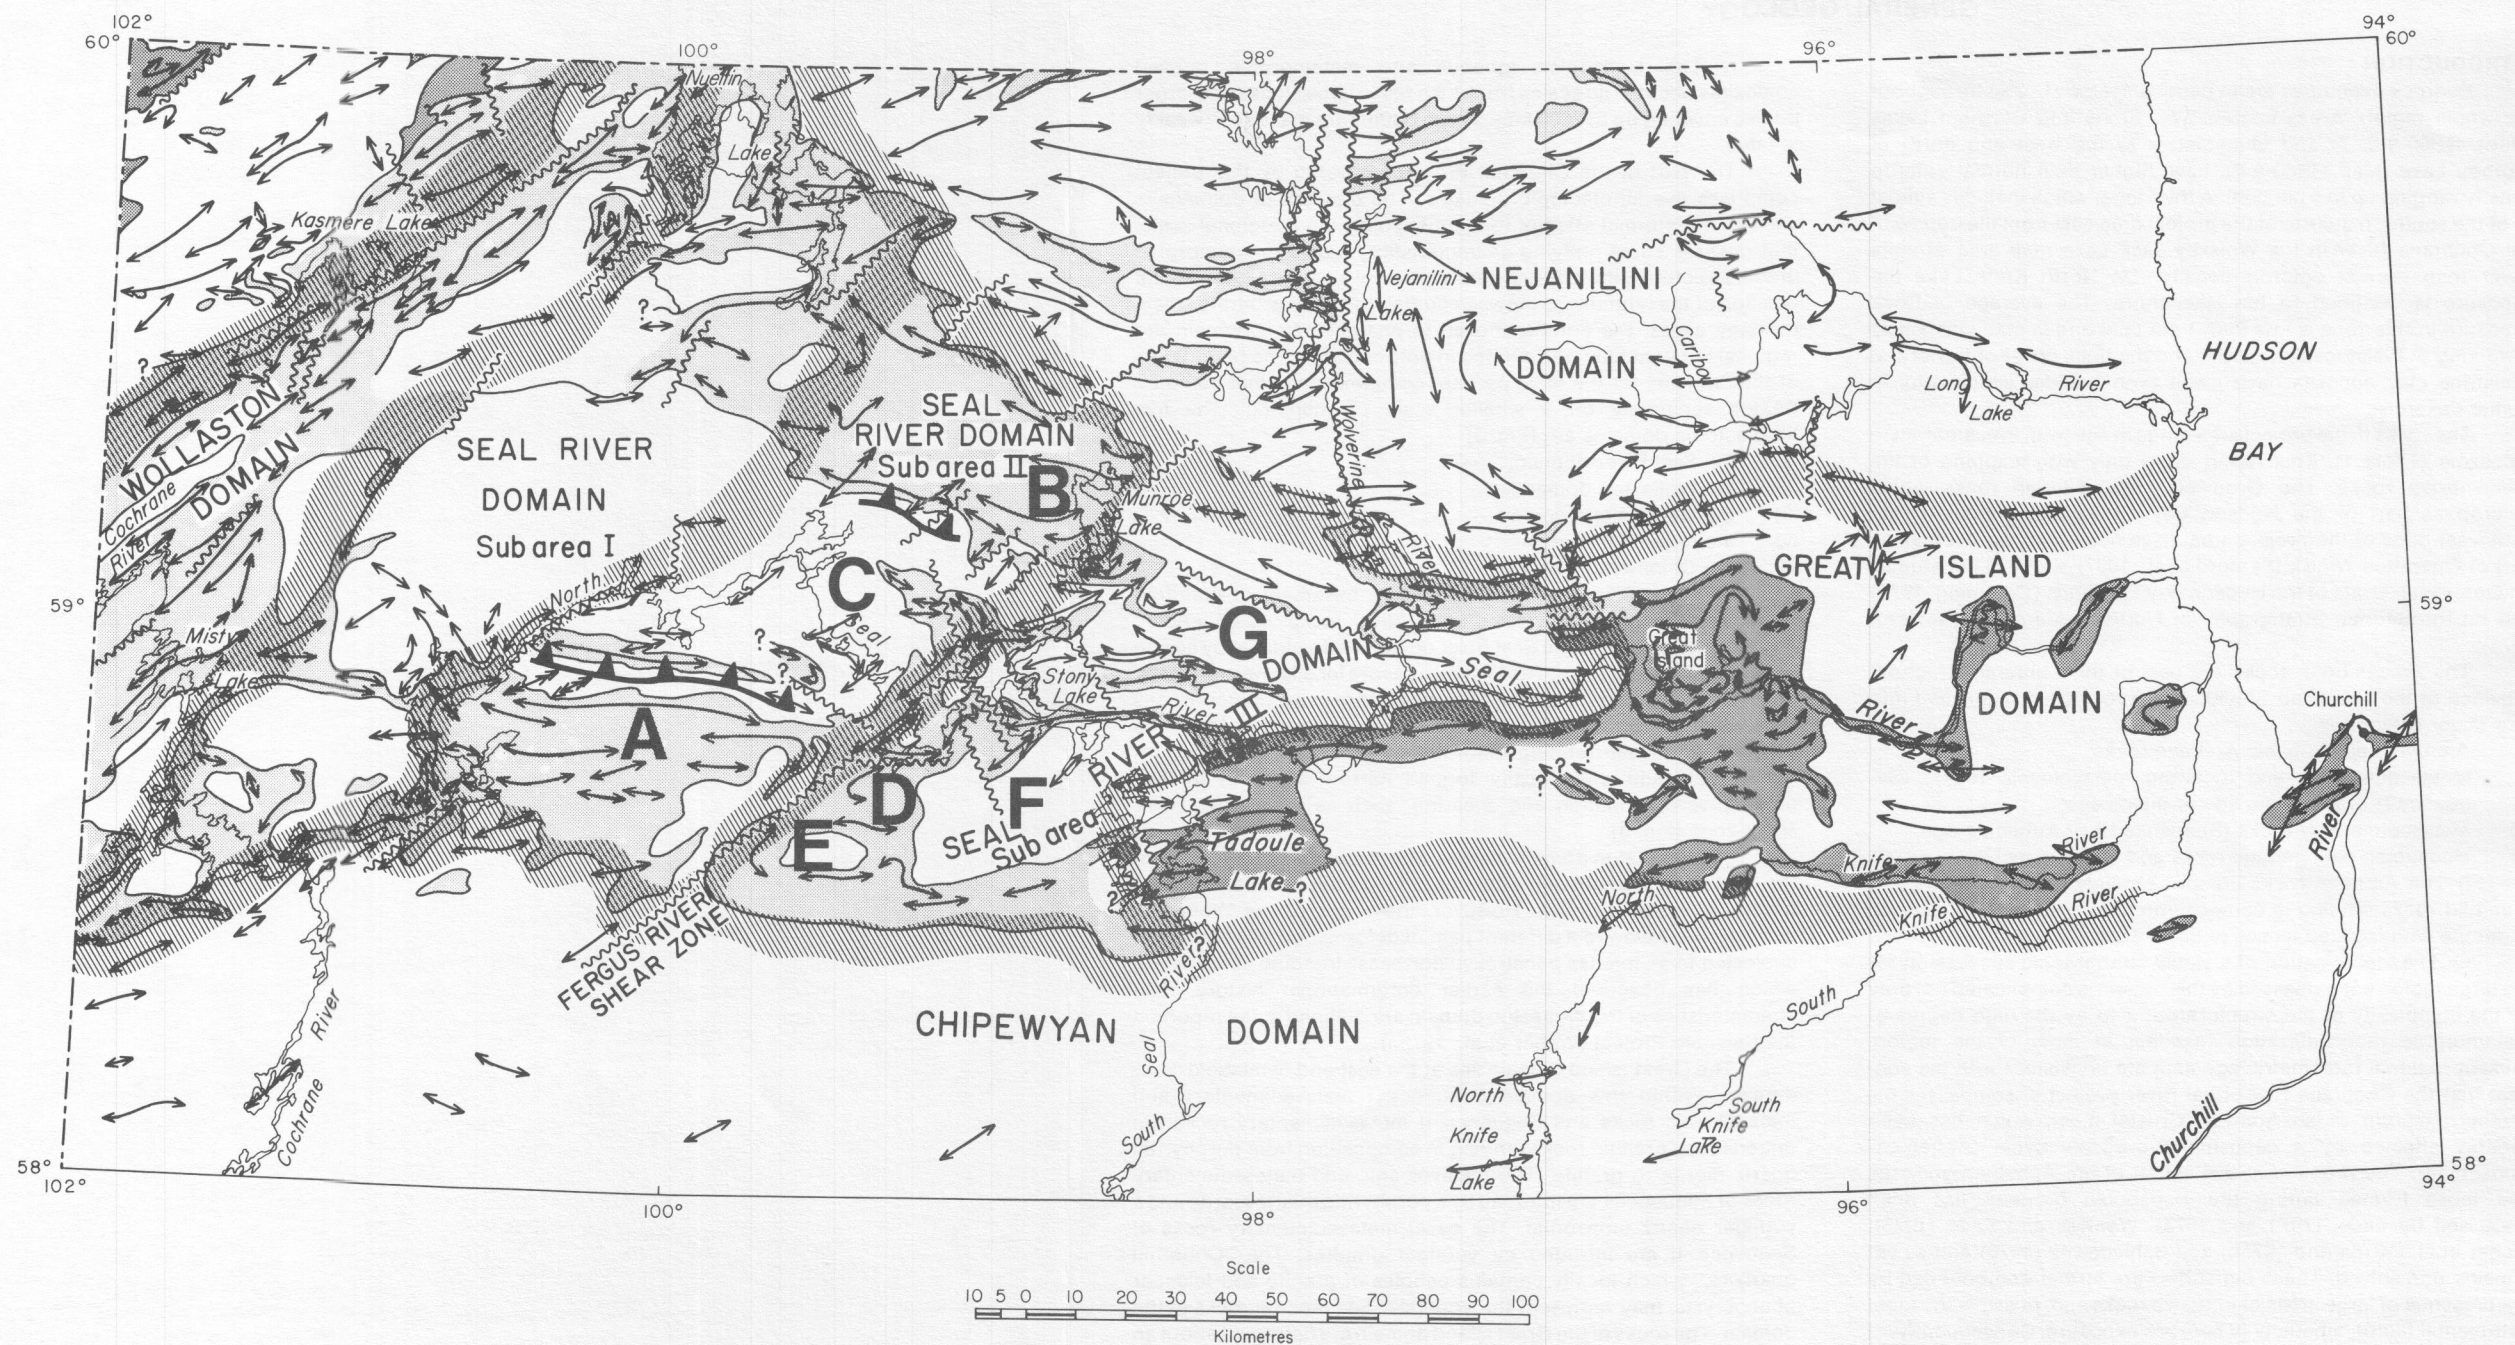 102°
94°
60°
100°
98°
96°
60°
Nueltin
Lake
Kasmere Lake
?
Nejanilini
Lake
NEJANILINI
DOMAIN
Caribou
HUDSON
BAY
Long
Lake
River
?
WOLLASTON
DOMAIN
Cochrane
River
SEAL RIVER
DOMAIN
Sub area I
SEAL
RIVER DOMAIN
Sub area II
B
Munroe
Lake
Wolverine
River
GREAT ISLAND
DOMAIN
59°
59°
North
C
Seal
?
?
G
DOMAIN
Great
Island
Seal
River
Misty
Lake
Stony
Lake
River
III
Churchill
A
D
E
F
SEAL RIVER
Sub area
Tadoule
Lake
?
?
?
?
?
?
?
River
FERGUS RIVER
SHEAR ZONE
North
Knife
River
Knife
River
River
CHIPEWYAN DOMAIN
Seal
South
South
River
Cochrane
North
Knife
Lake
South
Knife
Lake
Churchill
58°
102°
100°
98°
96°
58°
94°
Scale
10 5 0 10 20 30 40 50 60 70 80 90 100
Kilometres